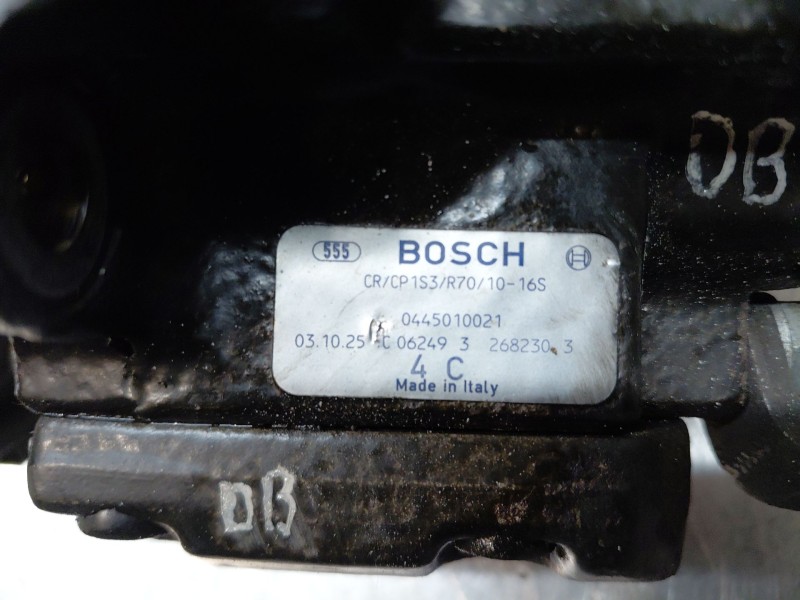 DB
555 BOSCH
CR/CP1S3/R70/10-16S
0445010021
03.10.25 C 06249 3 268230 3
4 C
Made in Italy
DB